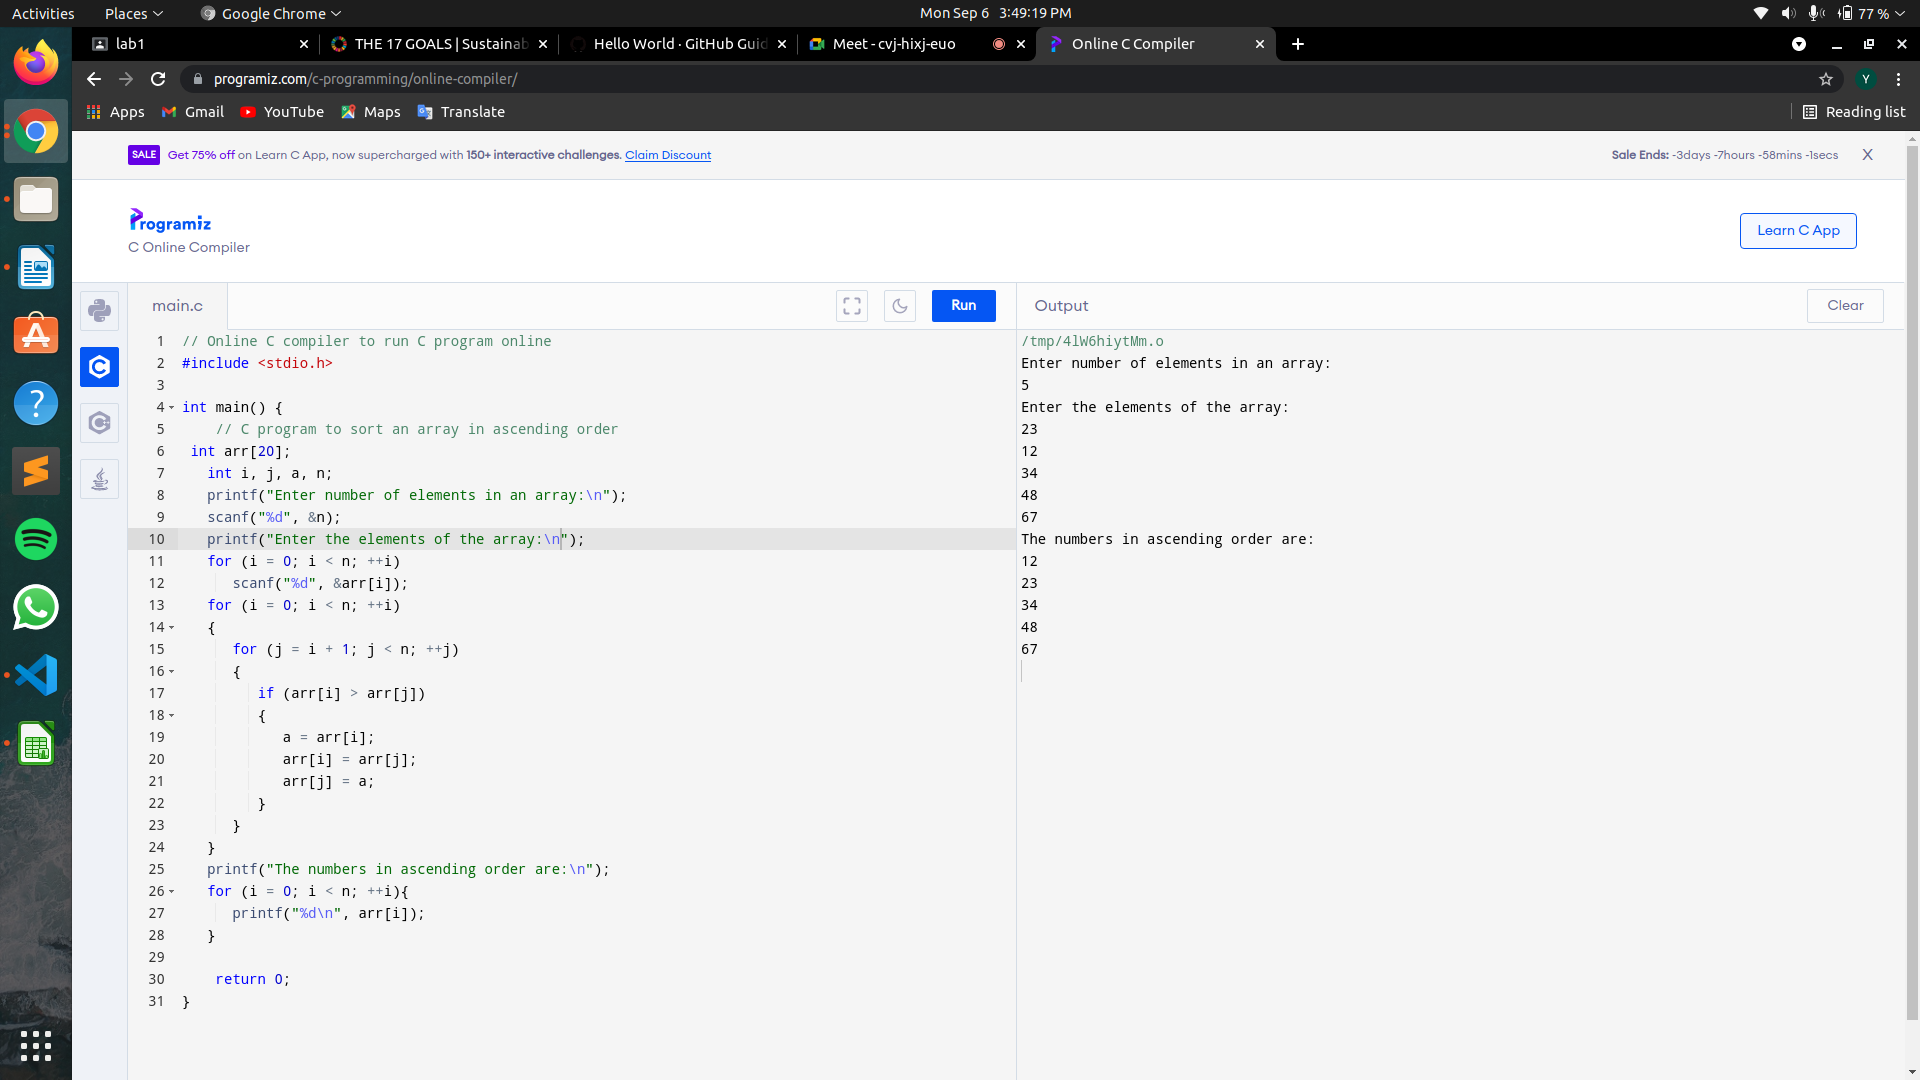 Activities Places Google Chrome Mon Sep 6 3:49:19 PM 77 %
lab1 THE 17 GOALS | Sustainab Hello World · GitHub Guid Meet - cvj-hixj-euo Online C Compiler
programiz.com/c-programming/online-compiler/ Y
Apps Gmail YouTube Maps Translate Reading list
SALE Get 75% off on Learn C App, now supercharged with 150+ interactive challenges. Claim Discount Sale Ends: -3days -7hours -58mins -1secs X
Programiz
C Online Compiler
Learn C App
main.c Run
1 // Online C compiler to run C program online
2 #include <stdio.h>
3
4 int main() {
5 // C program to sort an array in ascending order
6 int arr[20];
7 int i, j, a, n;
8 printf("Enter number of elements in an array:\n");
9 scanf("%d", &n);
10 printf("Enter the elements of the array:\n");
11 for (i = 0; i < n; ++i)
12 scanf("%d", &arr[i]);
13 for (i = 0; i < n; ++i)
14 {
15 for (j = i + 1; j < n; ++j)
16 {
17 if (arr[i] > arr[j])
18 {
19 a = arr[i];
20 arr[i] = arr[j];
21 arr[j] = a;
22 }
23 }
24 }
25 printf("The numbers in ascending order are:\n");
26 for (i = 0; i < n; ++i){
27 printf("%d\n", arr[i]);
28 }
29
30 return 0;
31 }
Output Clear
/tmp/4lW6hiytMm.o
Enter number of elements in an array:
5
Enter the elements of the array:
23
12
34
48
67
The numbers in ascending order are:
12
23
34
48
67